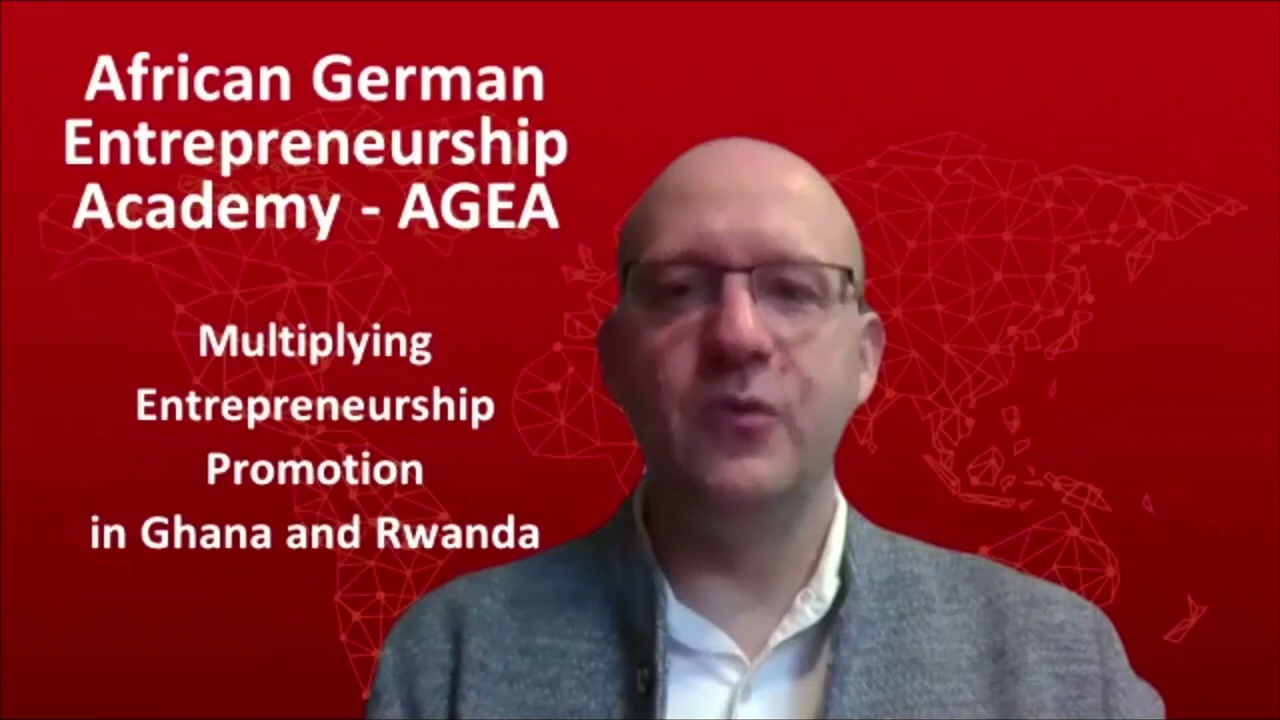 African German
Entrepreneurship
Academy - AGEA
Multiplying
Entrepreneurship
Promotion
in Ghana and Rwanda